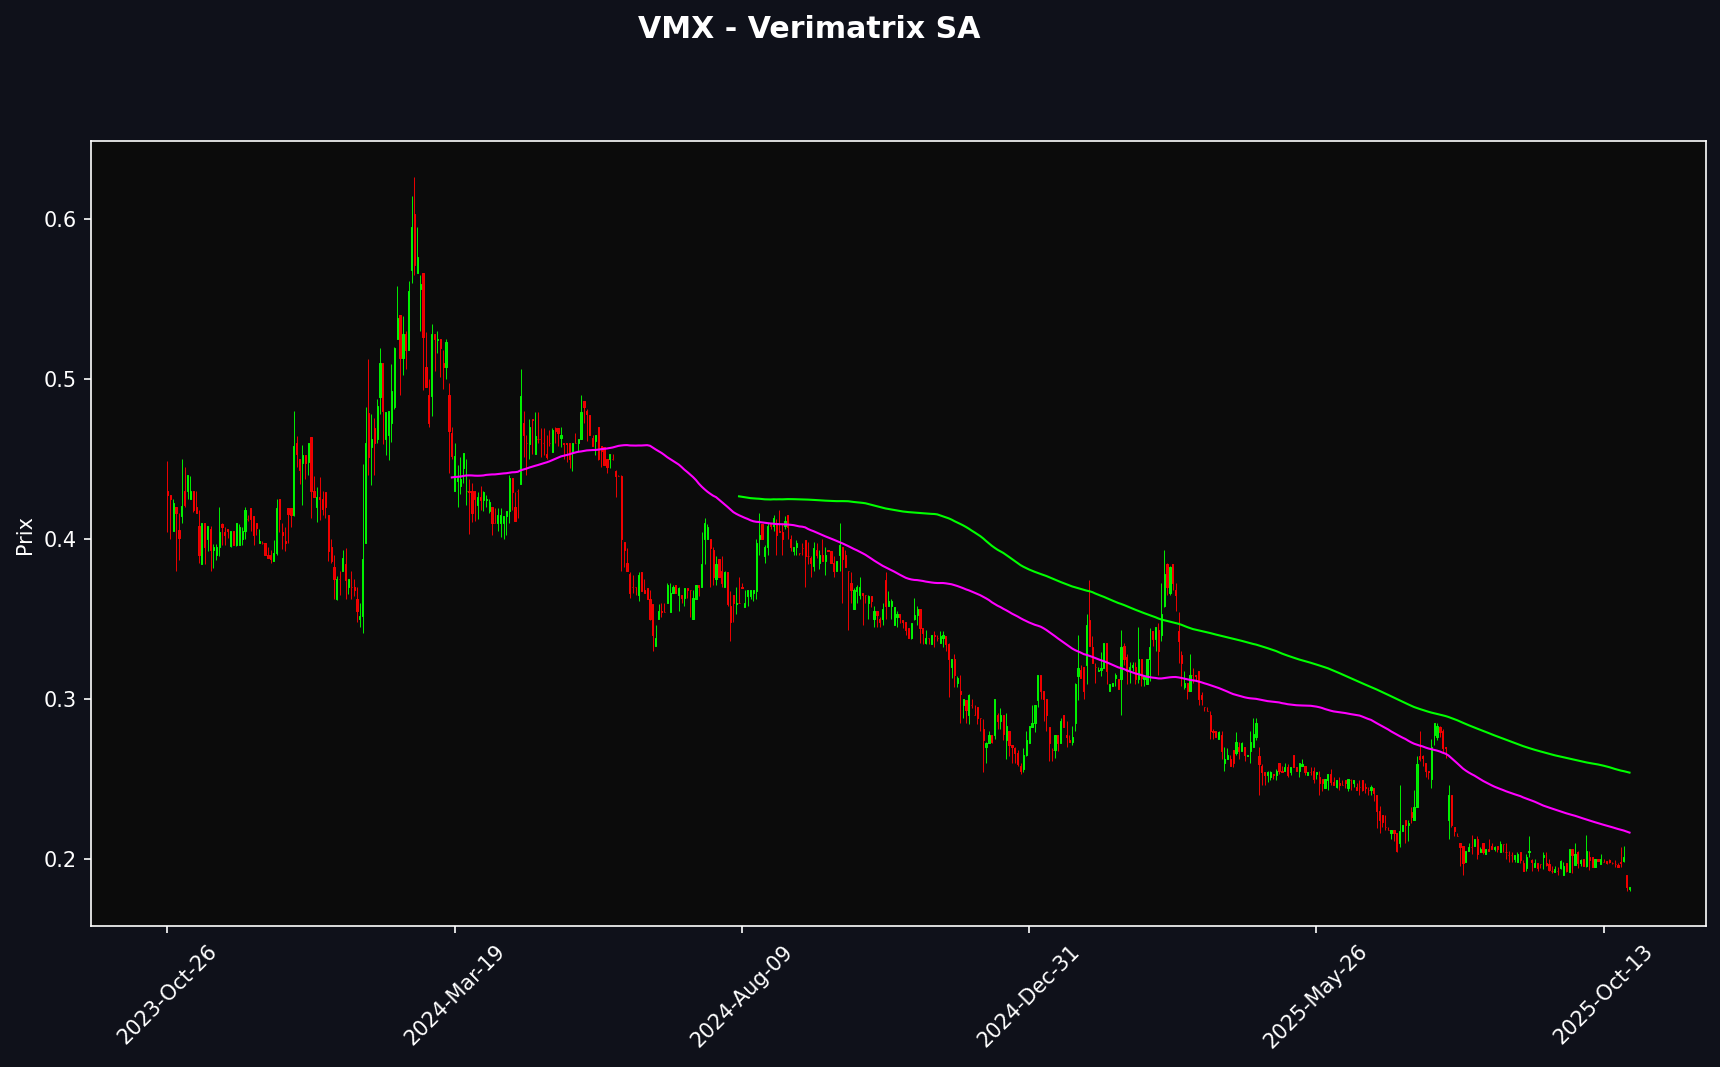 VMX - Verimatrix SA
Prix
0.6
0.5
0.4
0.3
0.2
2023-Oct-26
2024-Mar-19
2024-Aug-09
2024-Dec-31
2025-May-26
2025-Oct-13